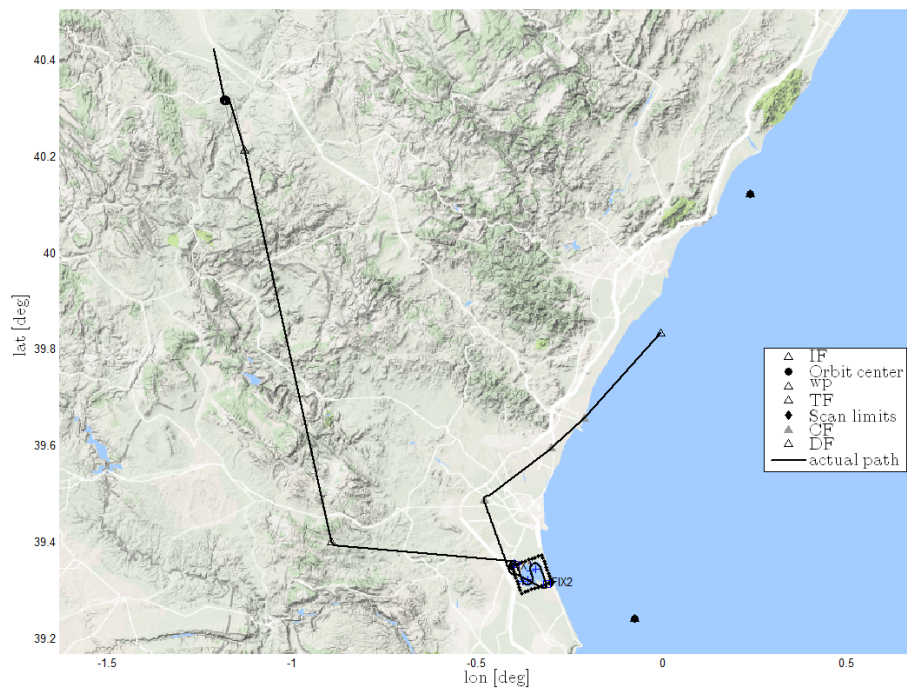 40.4
40.2
40
39.8
39.6
39.4
39.2
lat [deg]
IF
Orbit center
wp
TF
Scan limits
CF
DF
actual path
FIX2
-1.5
-1
-0.5
0
0.5
lon [deg]